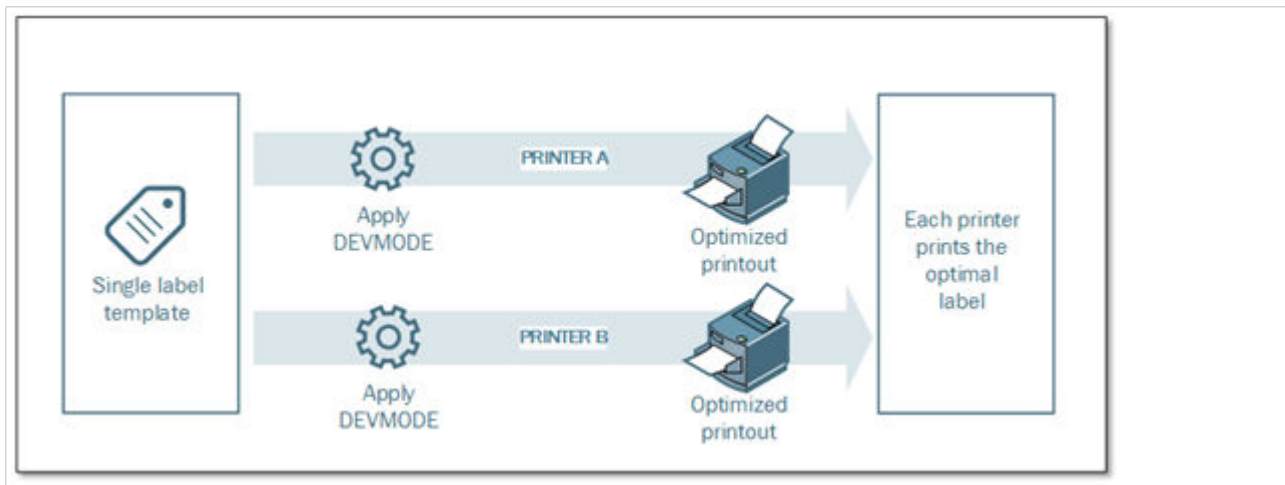 Single label
template
Apply
DEVMODE
PRINTER A
Optimized
printout
Apply
DEVMODE
PRINTER B
Optimized
printout
Each printer
prints the
optimal
label